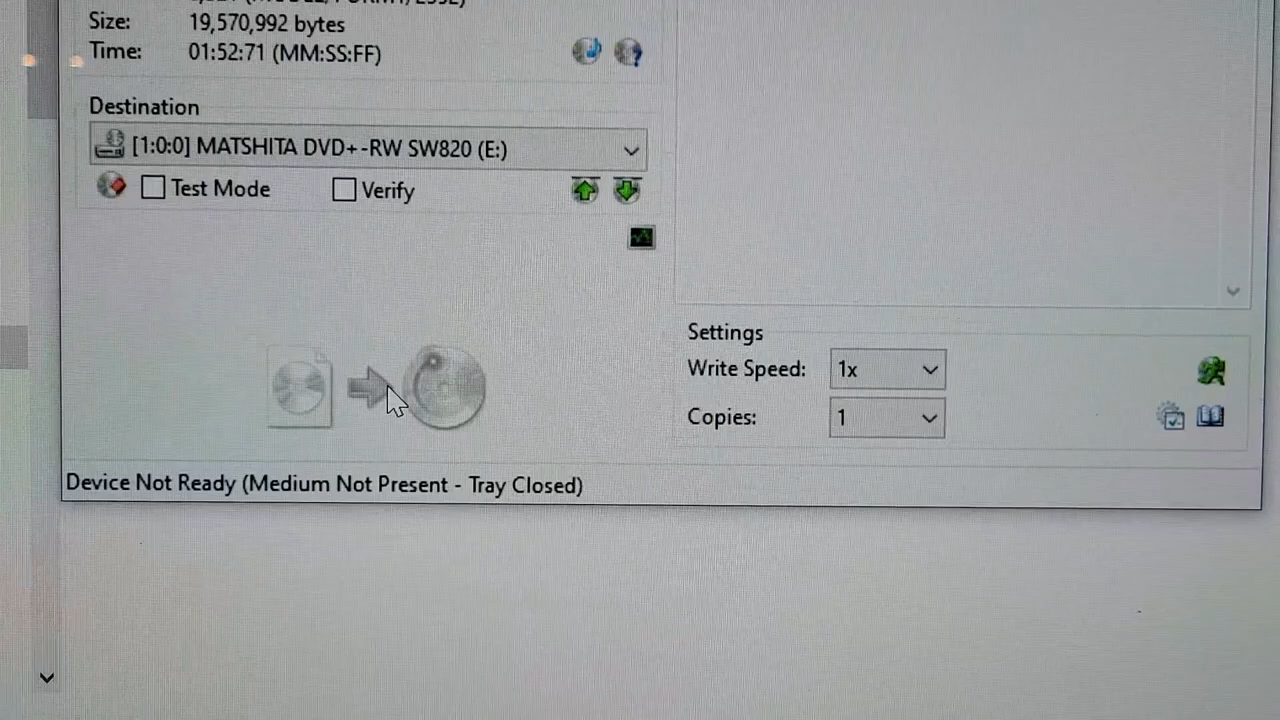 Size: 19,570,992 bytes
Time: 01:52:71 (MM:SS:FF)
Destination
[1:0:0] MATSHITA DVD+-RW SW820 (E:)
Test Mode Verify
Settings
Write Speed: 1x
Copies: 1
Device Not Ready (Medium Not Present - Tray Closed)